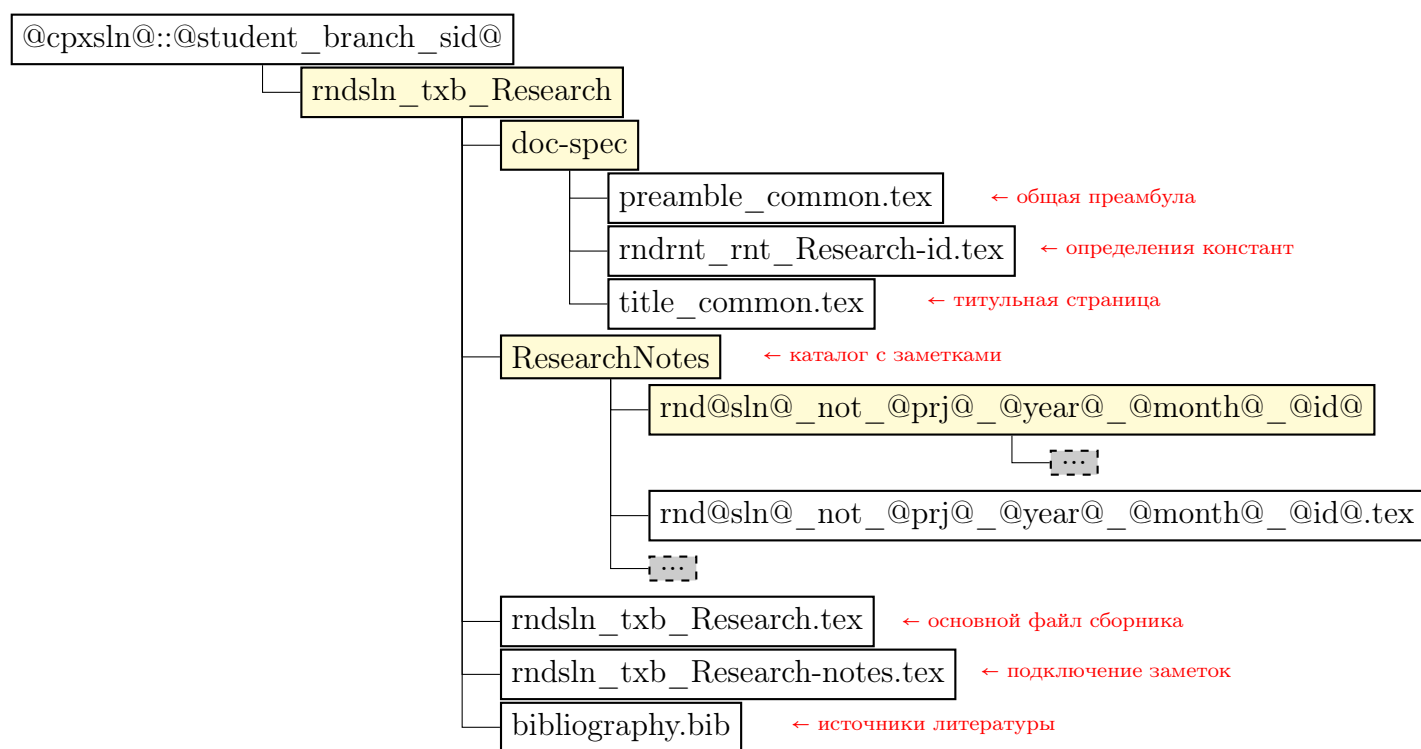 @cpxsln@::@student_branch_sid@
rndsln_txb_Research
doc-spec
preamble_common.tex ← общая преамбула
rndrnt_rnt_Research-id.tex ← определения констант
title_common.tex ← титульная страница
ResearchNotes ← каталог с заметками
rnd@sln@_not_@prj@_@year@_@month@_@id@
...
rnd@sln@_not_@prj@_@year@_@month@_@id@.tex
...
rndsln_txb_Research.tex ← основной файл сборника
rndsln_txb_Research-notes.tex ← подключение заметок
bibliography.bib ← источники литературы